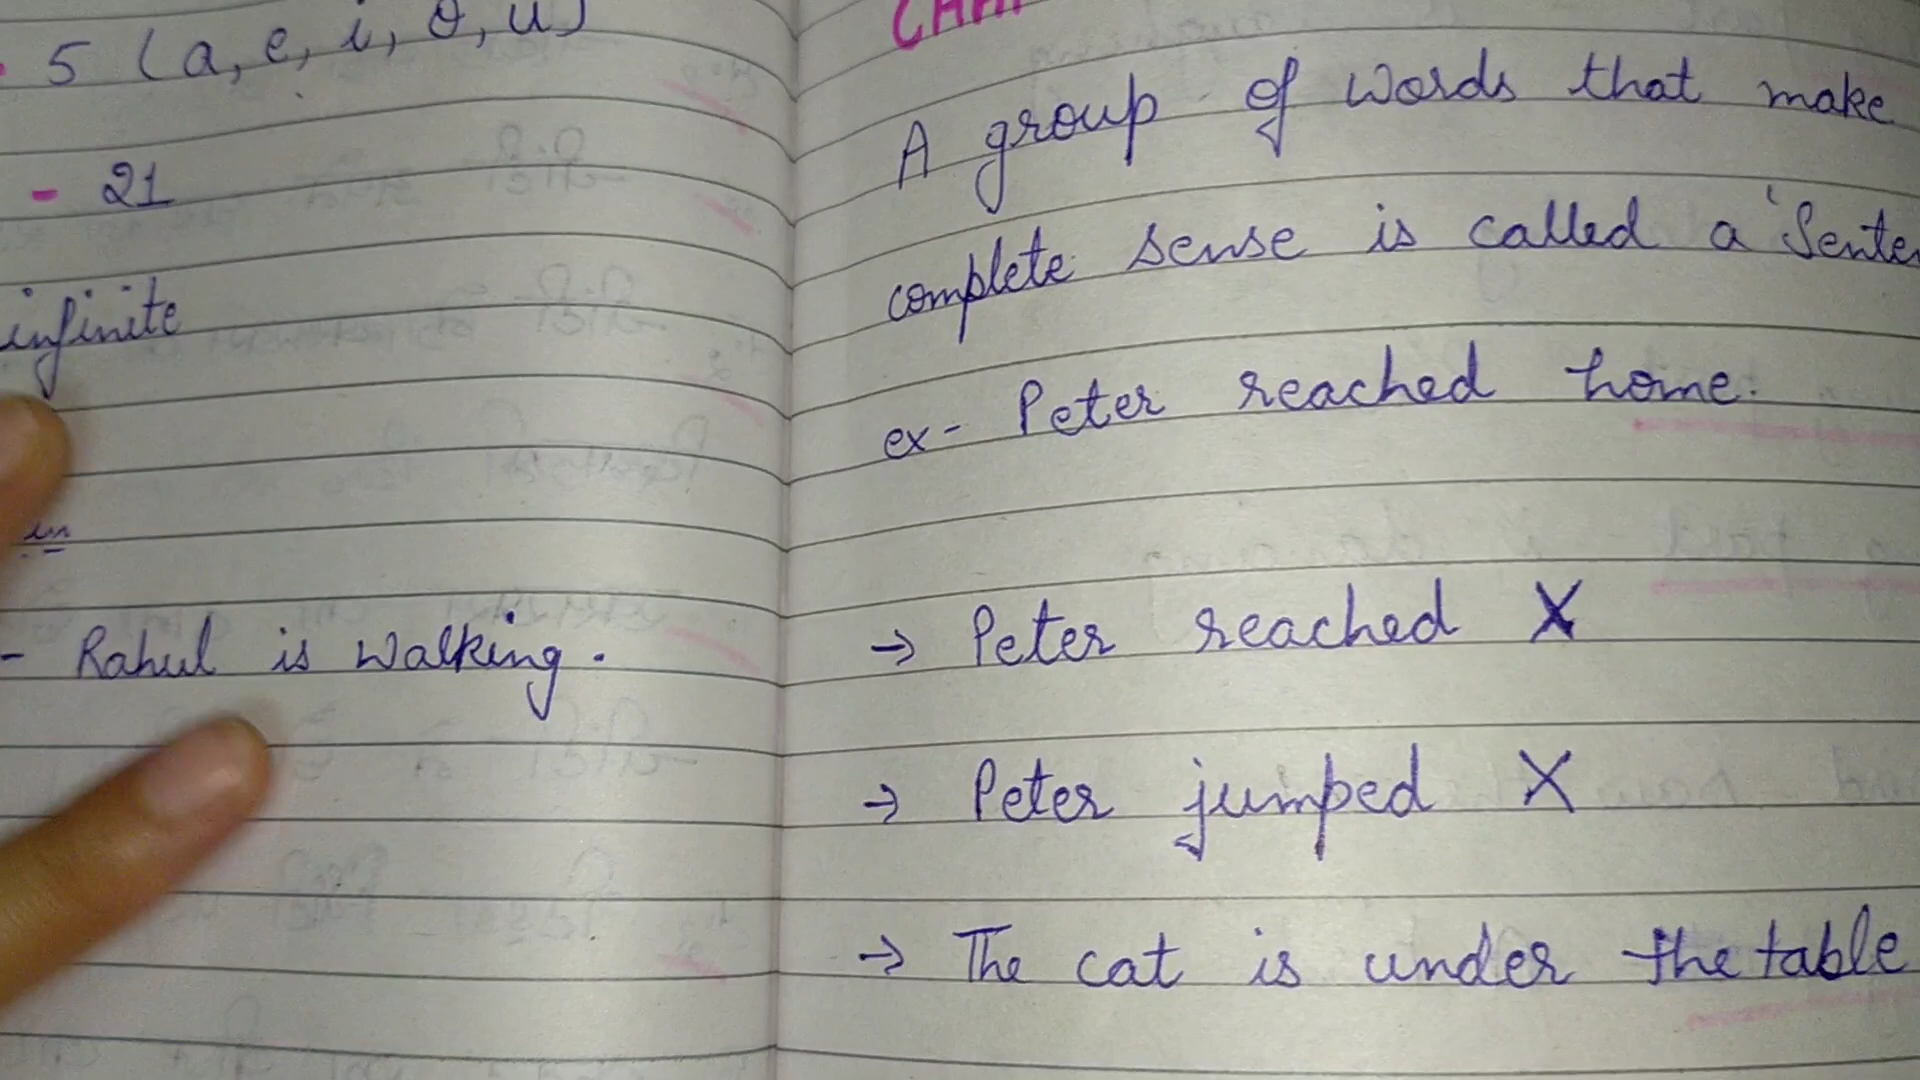 5 (a, e, i, o, u)
- 21
infinite
- Rahul is walking.
A group of words that make
complete sense is called a
ex- Peter reached home.
→ Peter reached X
→ Peter jumped X
→ The cat is under the table